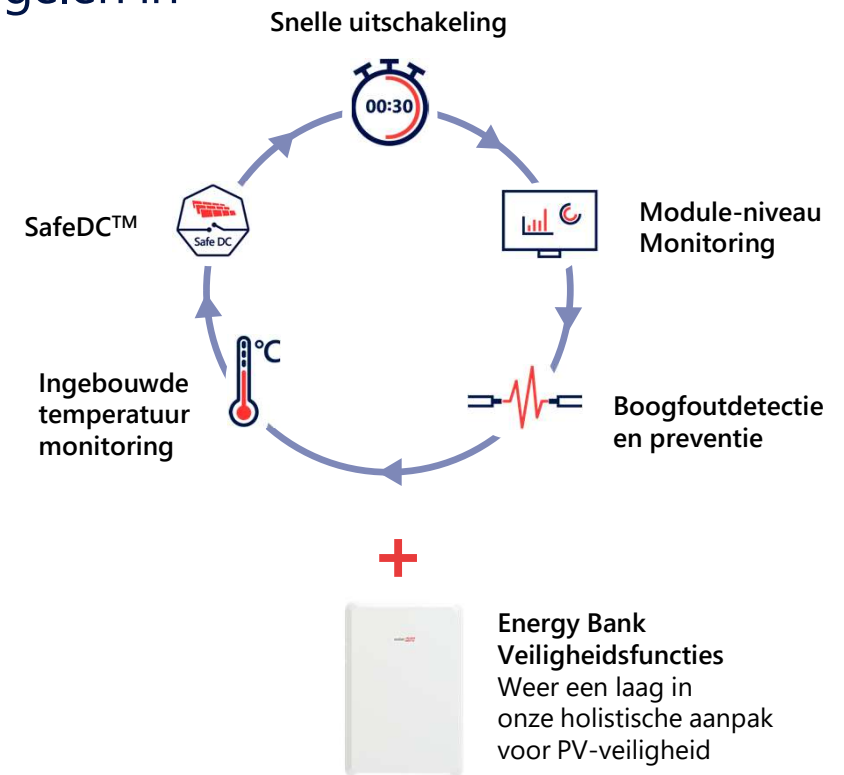 Snelle uitschakeling
00:30
SafeDC™
Safe DC
Module-niveau
Monitoring
°C
Ingebouwde
temperatuur
monitoring
Boogfoutdetectie
en preventie
+
Energy Bank
Veiligheidsfuncties
Weer een laag in
onze holistische aanpak
voor PV-veiligheid